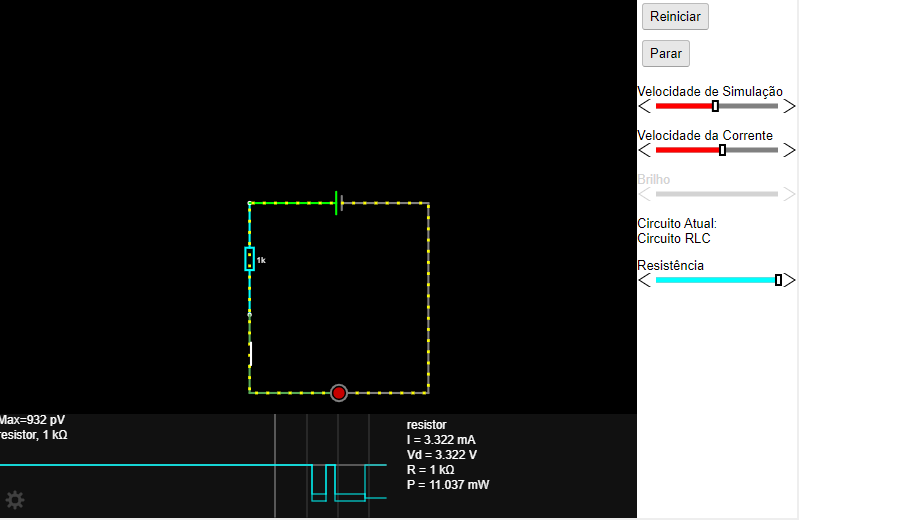 Reiniciar
Parar
Velocidade de Simulação
Velocidade da Corrente
Brilho
Circuito Atual:
Circuito RLC
Resistência
1k
Max=932 pV
resistor, 1 kΩ
resistor
I = 3.322 mA
Vd = 3.322 V
R = 1 kΩ
P = 11.037 mW